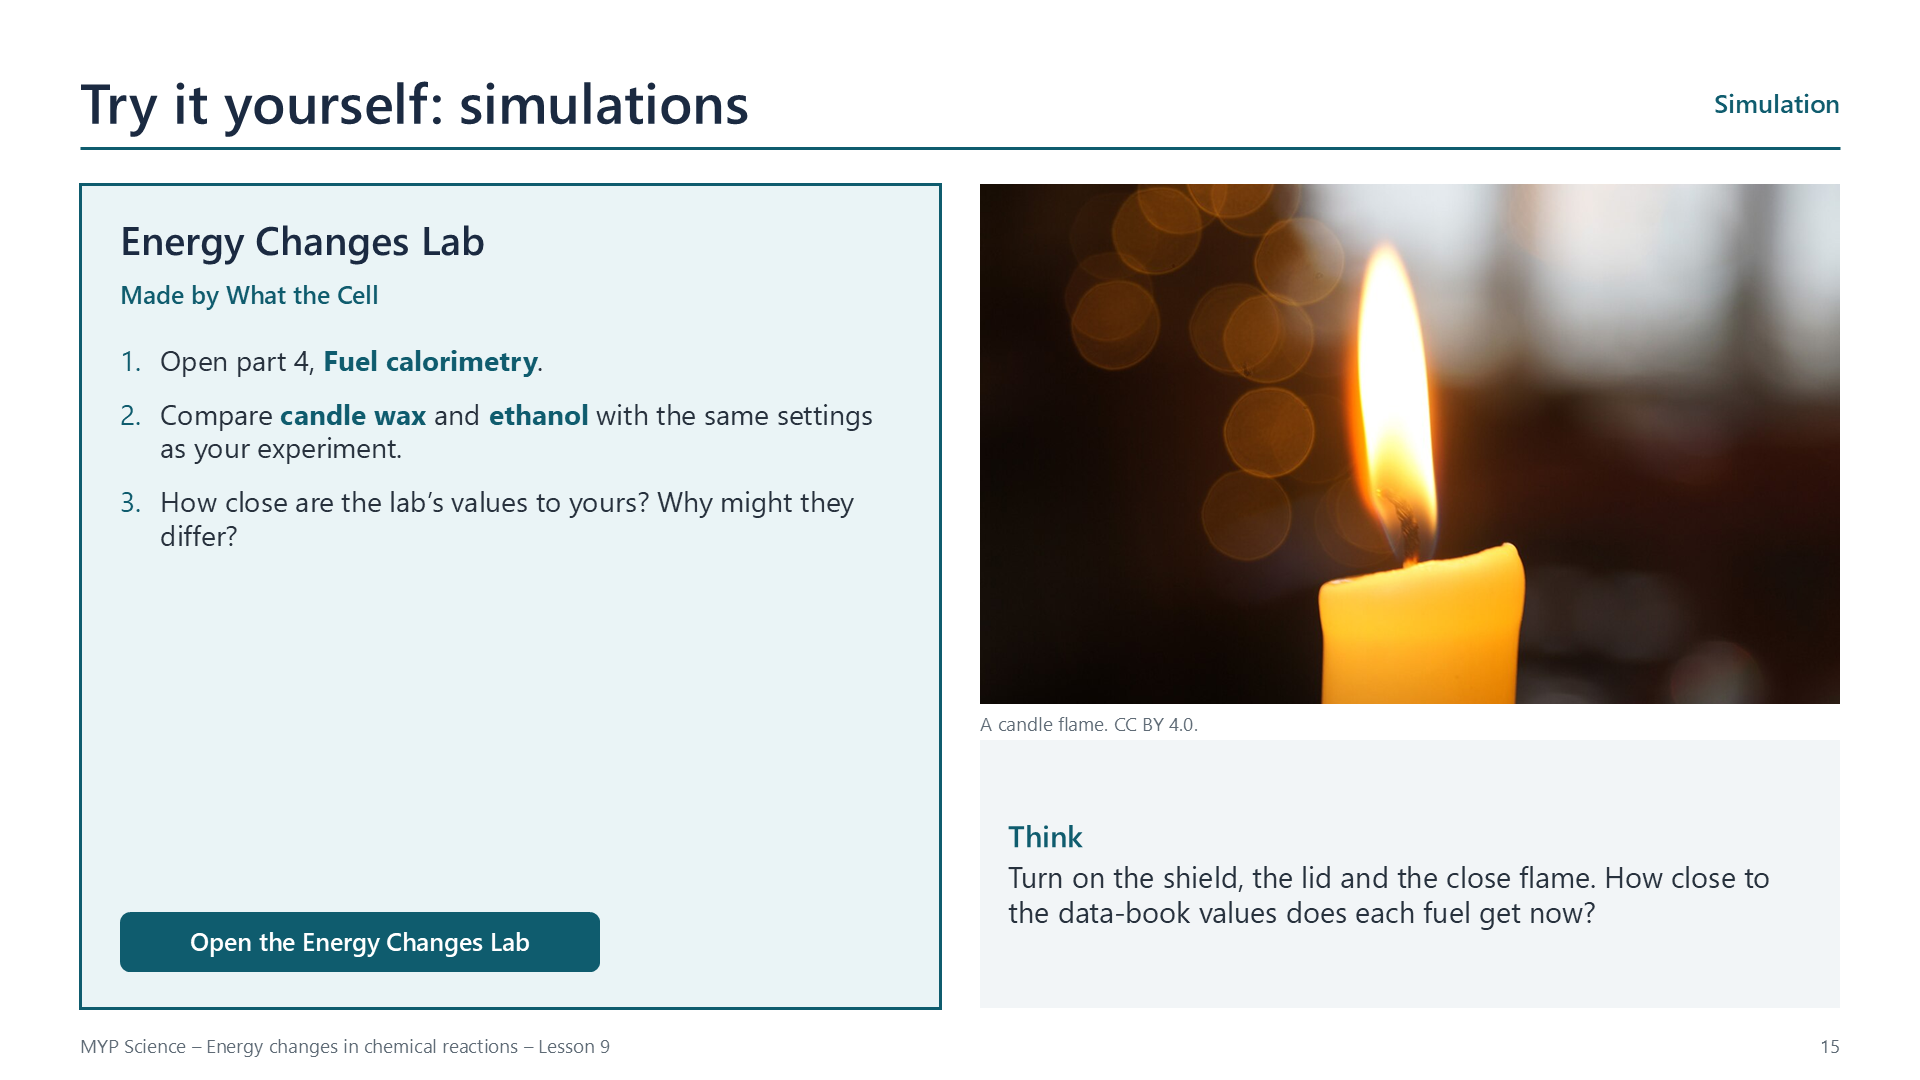 Try it yourself: simulations
Simulation
Energy Changes Lab
Made by What the Cell
1. Open part 4, Fuel calorimetry.
2. Compare candle wax and ethanol with the same settings
as your experiment.
3. How close are the lab’s values to yours? Why might they
differ?
Open the Energy Changes Lab
A candle flame. CC BY 4.0.
Think
Turn on the shield, the lid and the close flame. How close to
the data-book values does each fuel get now?
MYP Science – Energy changes in chemical reactions – Lesson 9
15